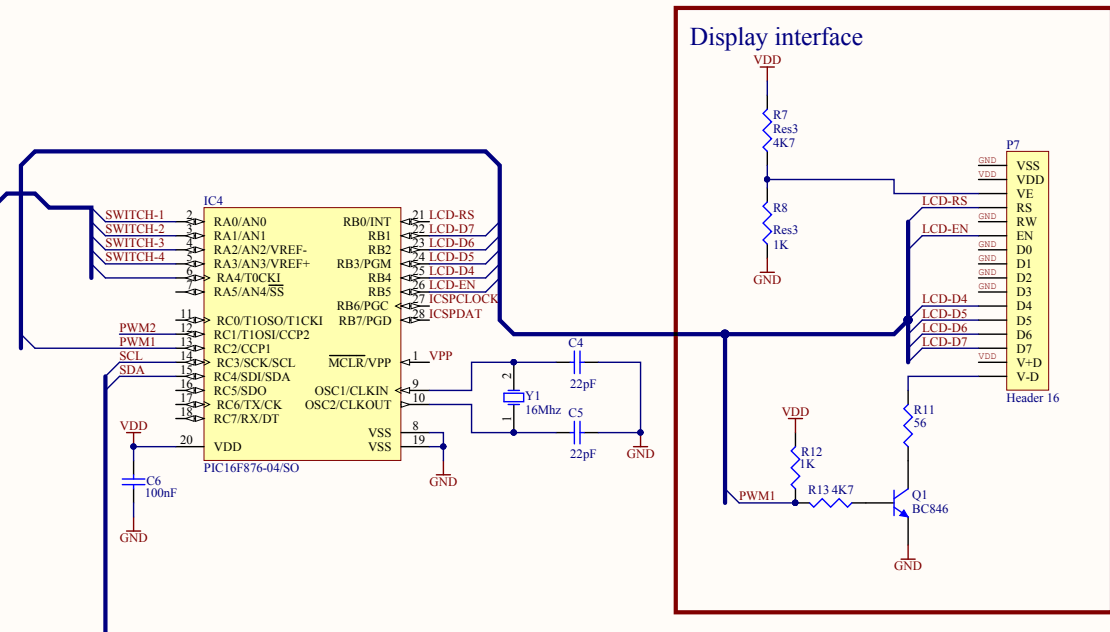 Display interface
VDD
R7
Res3
4K7
R8
Res3
1K
GND
P7
GND VSS
VDD VDD
VE
LCD-RS RS
GND RW
LCD-EN EN
GND D0
GND D1
GND D2
GND D3
LCD-D4 D4
LCD-D5 D5
LCD-D6 D6
LCD-D7 D7
VDD V+D
V-D
Header 16
R11
56
VDD
R12
1K
PWM1
R13 4K7
Q1
BC846
GND
IC4
SWITCH-1 2 RA0/AN0 RB0/INT 21 LCD-RS
SWITCH-2 3 RA1/AN1 RB1 22 LCD-D7
SWITCH-3 4 RA2/AN2/VREF- RB2 23 LCD-D6
SWITCH-4 5 RA3/AN3/VREF+ RB3/PGM 24 LCD-D5
6 RA4/T0CKI RB4 25 LCD-D4
7 RA5/AN4/SS RB5 26 LCD-EN
RB6/PGC 27 ICSPCLOCK
11 RC0/T1OSO/T1CKI RB7/PGD 28 ICSPDAT
PWM2 12 RC1/T1OSI/CCP2
PWM1 13 RC2/CCP1
SCL 14 RC3/SCK/SCL MCLR/VPP 1 VPP
SDA 15 RC4/SDI/SDA
16 RC5/SDO OSC1/CLKIN 9
17 RC6/TX/CK OSC2/CLKOUT 10
18 RC7/RX/DT
VSS 8
20 VDD VSS 19
PIC16F876-04/SO
VDD
C6
100nF
GND
GND
C4
22pF
2
Y1
16Mhz
1
C5
22pF
GND